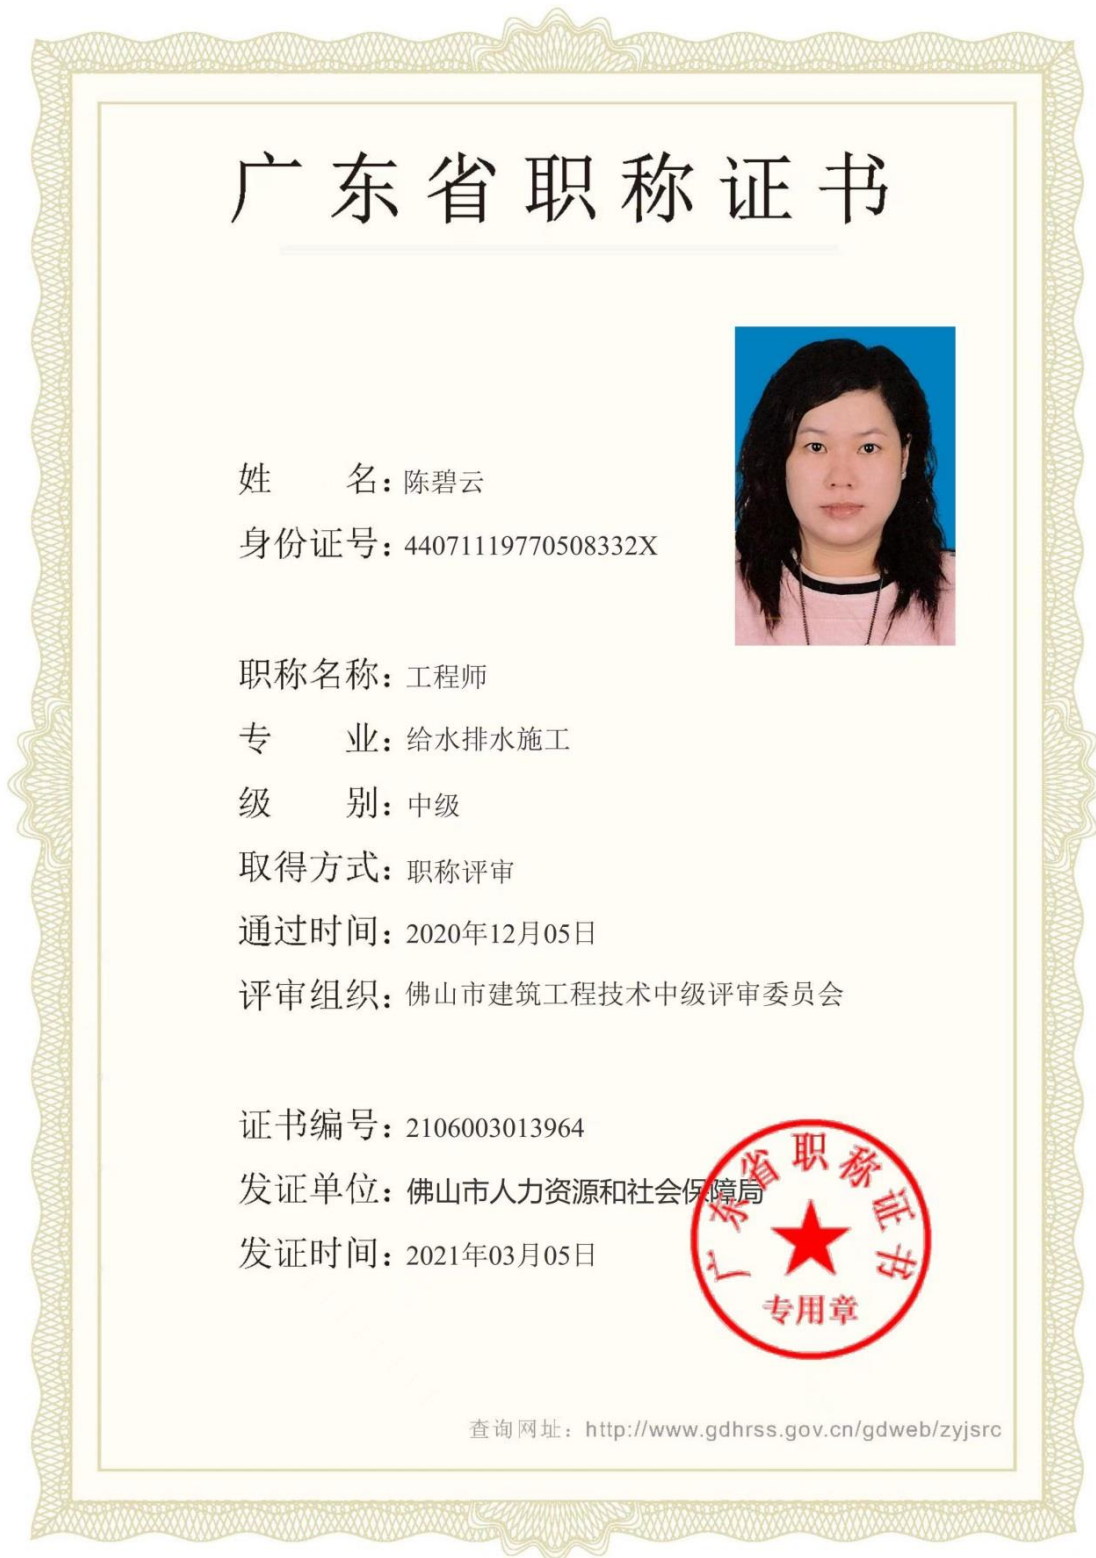 广东省职称证书
姓 名：陈碧云
身份证号：44071119770508332X
职称名称：工程师
专 业：给水排水施工
级 别：中级
取得方式：职称评审
通过时间：2020年12月05日
评审组织：佛山市建筑工程技术中级评审委员会
证书编号：2106003013964
发证单位：佛山市人力资源和社会保障局
发证时间：2021年03月05日
广东省职称证书
专用章
查询网址：http://www.gdhrss.gov.cn/gdweb/zyjsrc